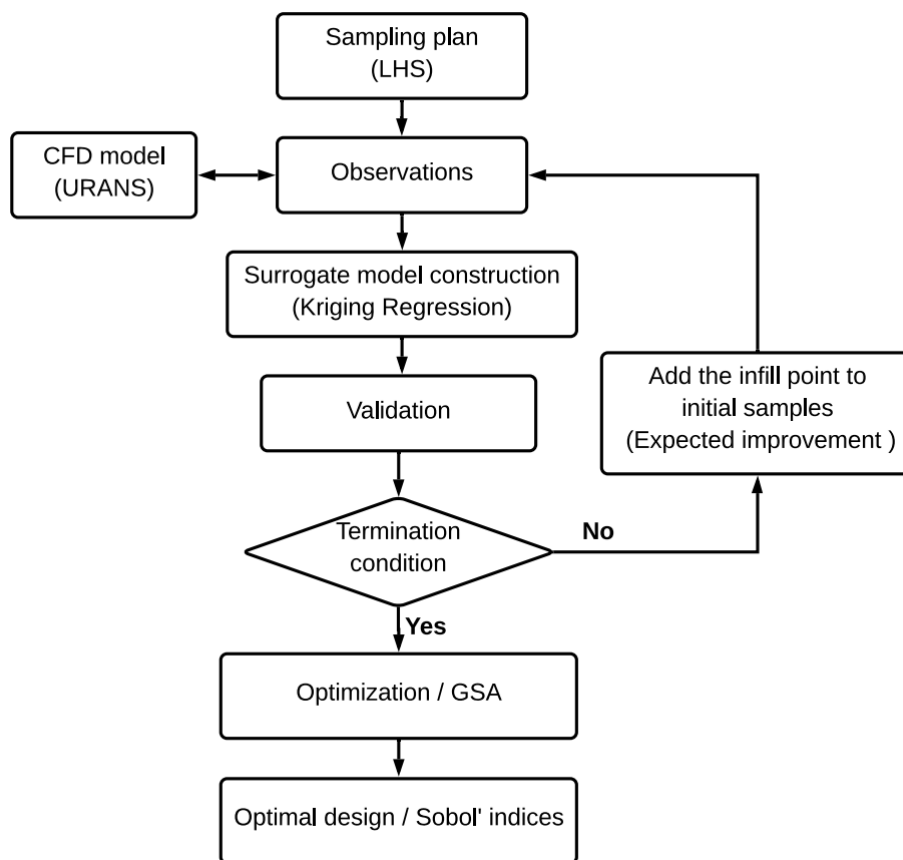 Sampling plan
(LHS)
CFD model
(URANS)
Observations
Surrogate model construction
(Kriging Regression)
Add the infill point to
initial samples
(Expected improvement )
Validation
Termination
condition
No
Yes
Optimization / GSA
Optimal design / Sobol' indices